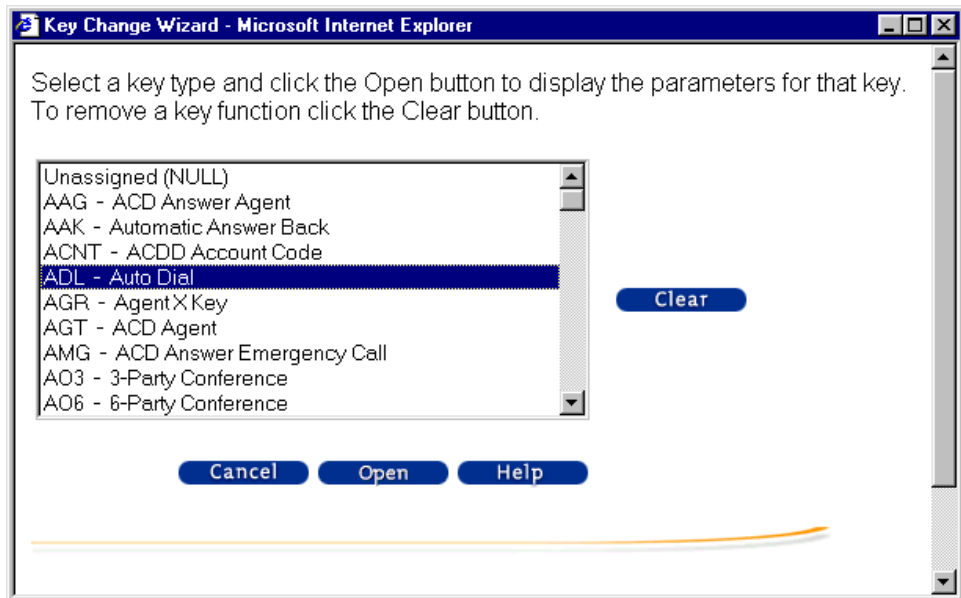 Key Change Wizard - Microsoft Internet Explorer
Select a key type and click the Open button to display the parameters for that key.
To remove a key function click the Clear button.
Unassigned (NULL)
AAG - ACD Answer Agent
AAK - Automatic Answer Back
ACNT - ACDD Account Code
ADL - Auto Dial
AGR - Agent X Key
AGT - ACD Agent
AMG - ACD Answer Emergency Call
AO3 - 3-Party Conference
AO6 - 6-Party Conference
Clear
Cancel
Open
Help